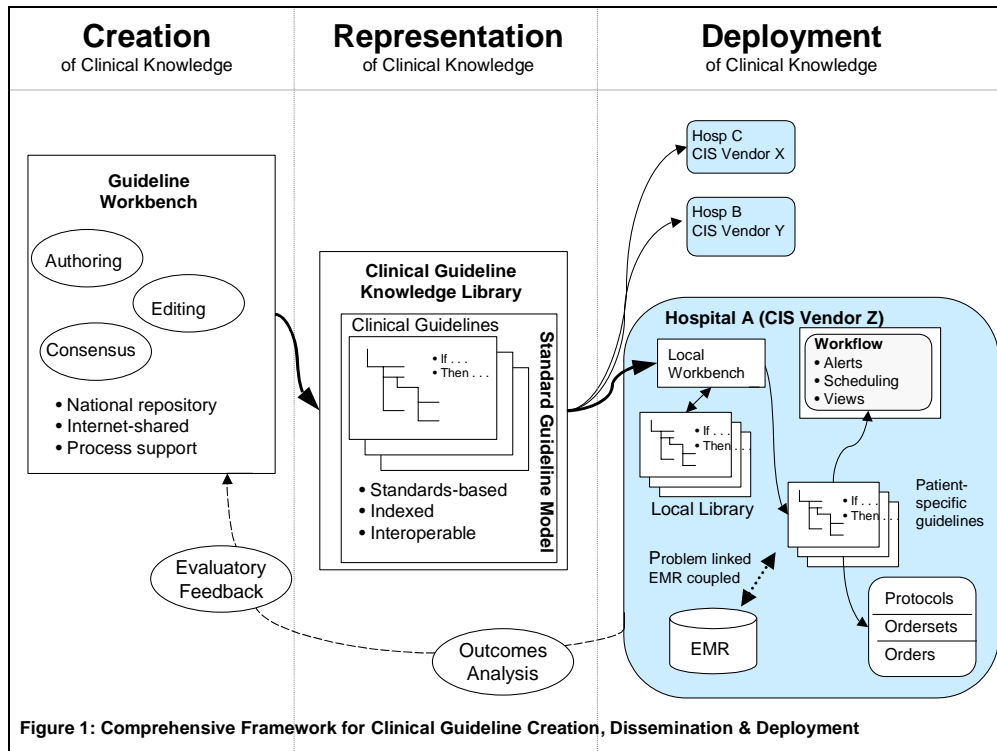 Creation
of Clinical Knowledge
Representation
of Clinical Knowledge
Deployment
of Clinical Knowledge
Guideline
Workbench
Authoring
Editing
Consensus
• National repository
• Internet-shared
• Process support
Clinical Guideline
Knowledge Library
Clinical Guidelines
• If . . .
• Then . . .
Standard Guideline Model
• Standards-based
• Indexed
• Interoperable
Hosp C
CIS Vendor X
Hosp B
CIS Vendor Y
Hospital A (CIS Vendor Z)
Local
Workbench
Workflow
• Alerts
• Scheduling
• Views
• If . . .
• Then . . .
Local Library
• If . . .
• Then . . .
Patient-
specific
guidelines
Problem linked
EMR coupled
EMR
Protocols
Ordersets
Orders
Evaluatory
Feedback
Outcomes
Analysis
Figure 1: Comprehensive Framework for Clinical Guideline Creation, Dissemination & Deployment